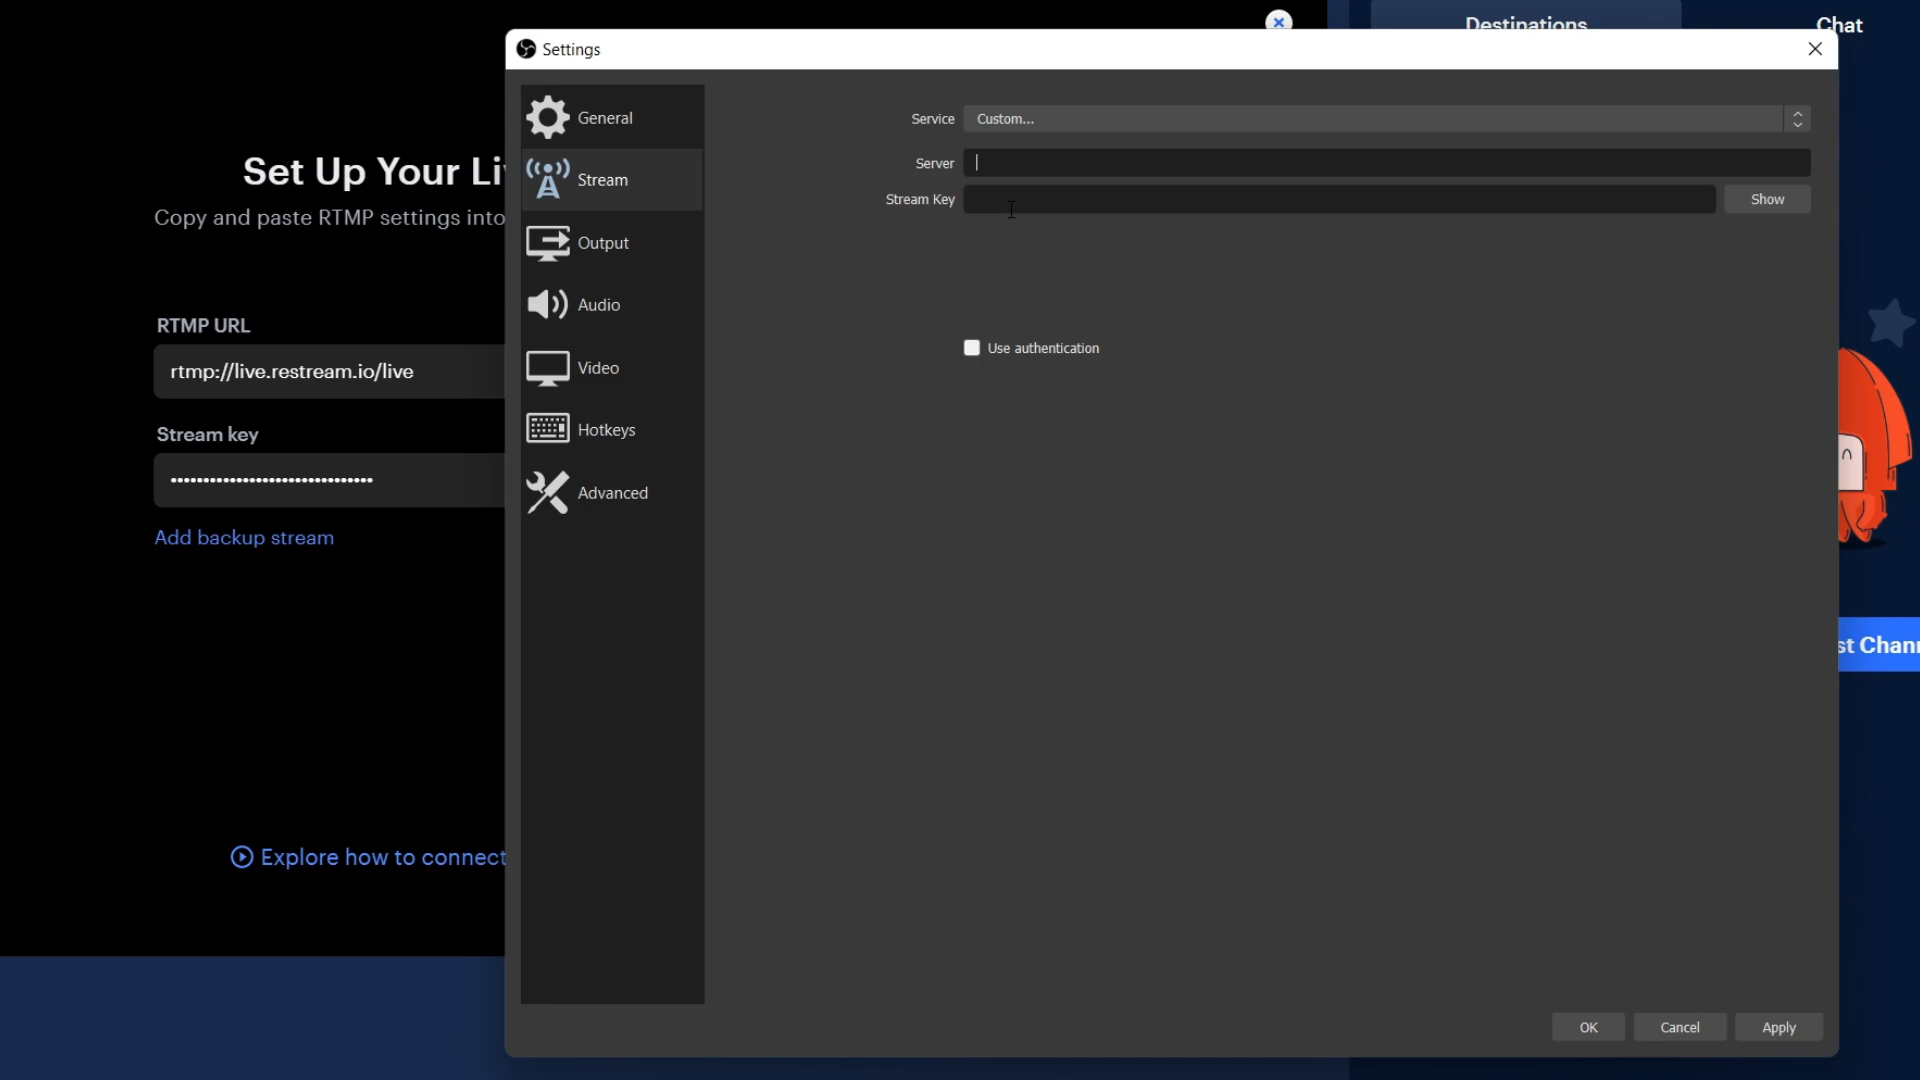 Destinations
Chat
Settings
Set Up Your Li
Copy and paste RTMP settings into
RTMP URL
rtmp://live.restream.io/live
Stream key
•••••••••••••••••••••••••••••••
Add backup stream
Explore how to connect
General
Stream
Output
Audio
Video
Hotkeys
Advanced
Service
Custom...
Server
Stream Key
Show
Use authentication
st Chann
OK
Cancel
Apply